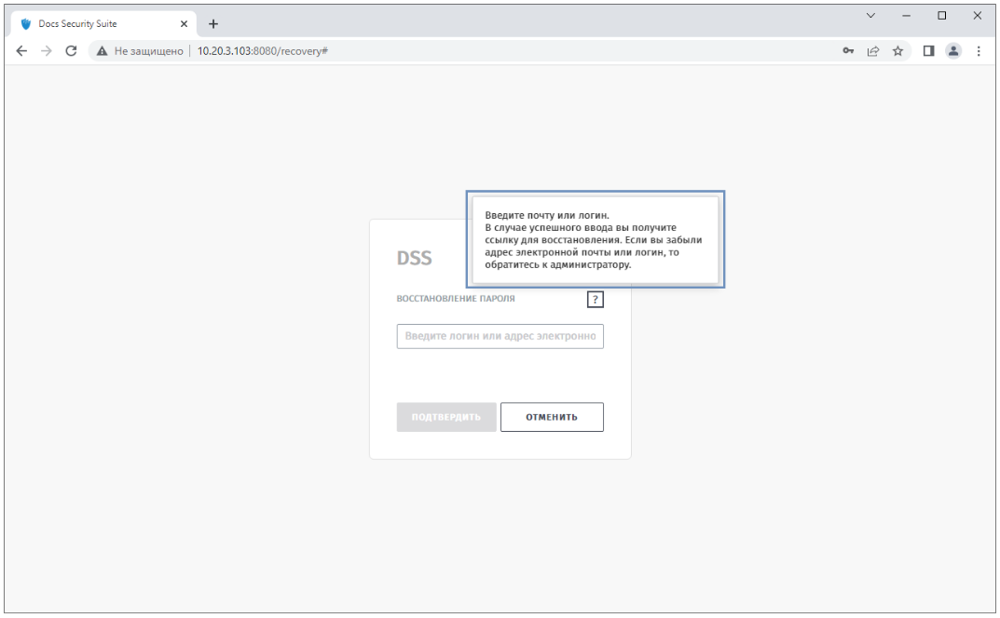 Docs Security Suite
Не защищено
10.20.3.103:8080/recovery#
Введите почту или логин.
В случае успешного ввода вы получите
ссылку для восстановления. Если вы забыли
адрес электронной почты или логин, то
обратитесь к администратору.
DSS
ВОССТАНОВЛЕНИЕ ПАРОЛЯ
?
Введите логин или адрес электронно
ПОДТВЕРДИТЬ
ОТМЕНИТЬ